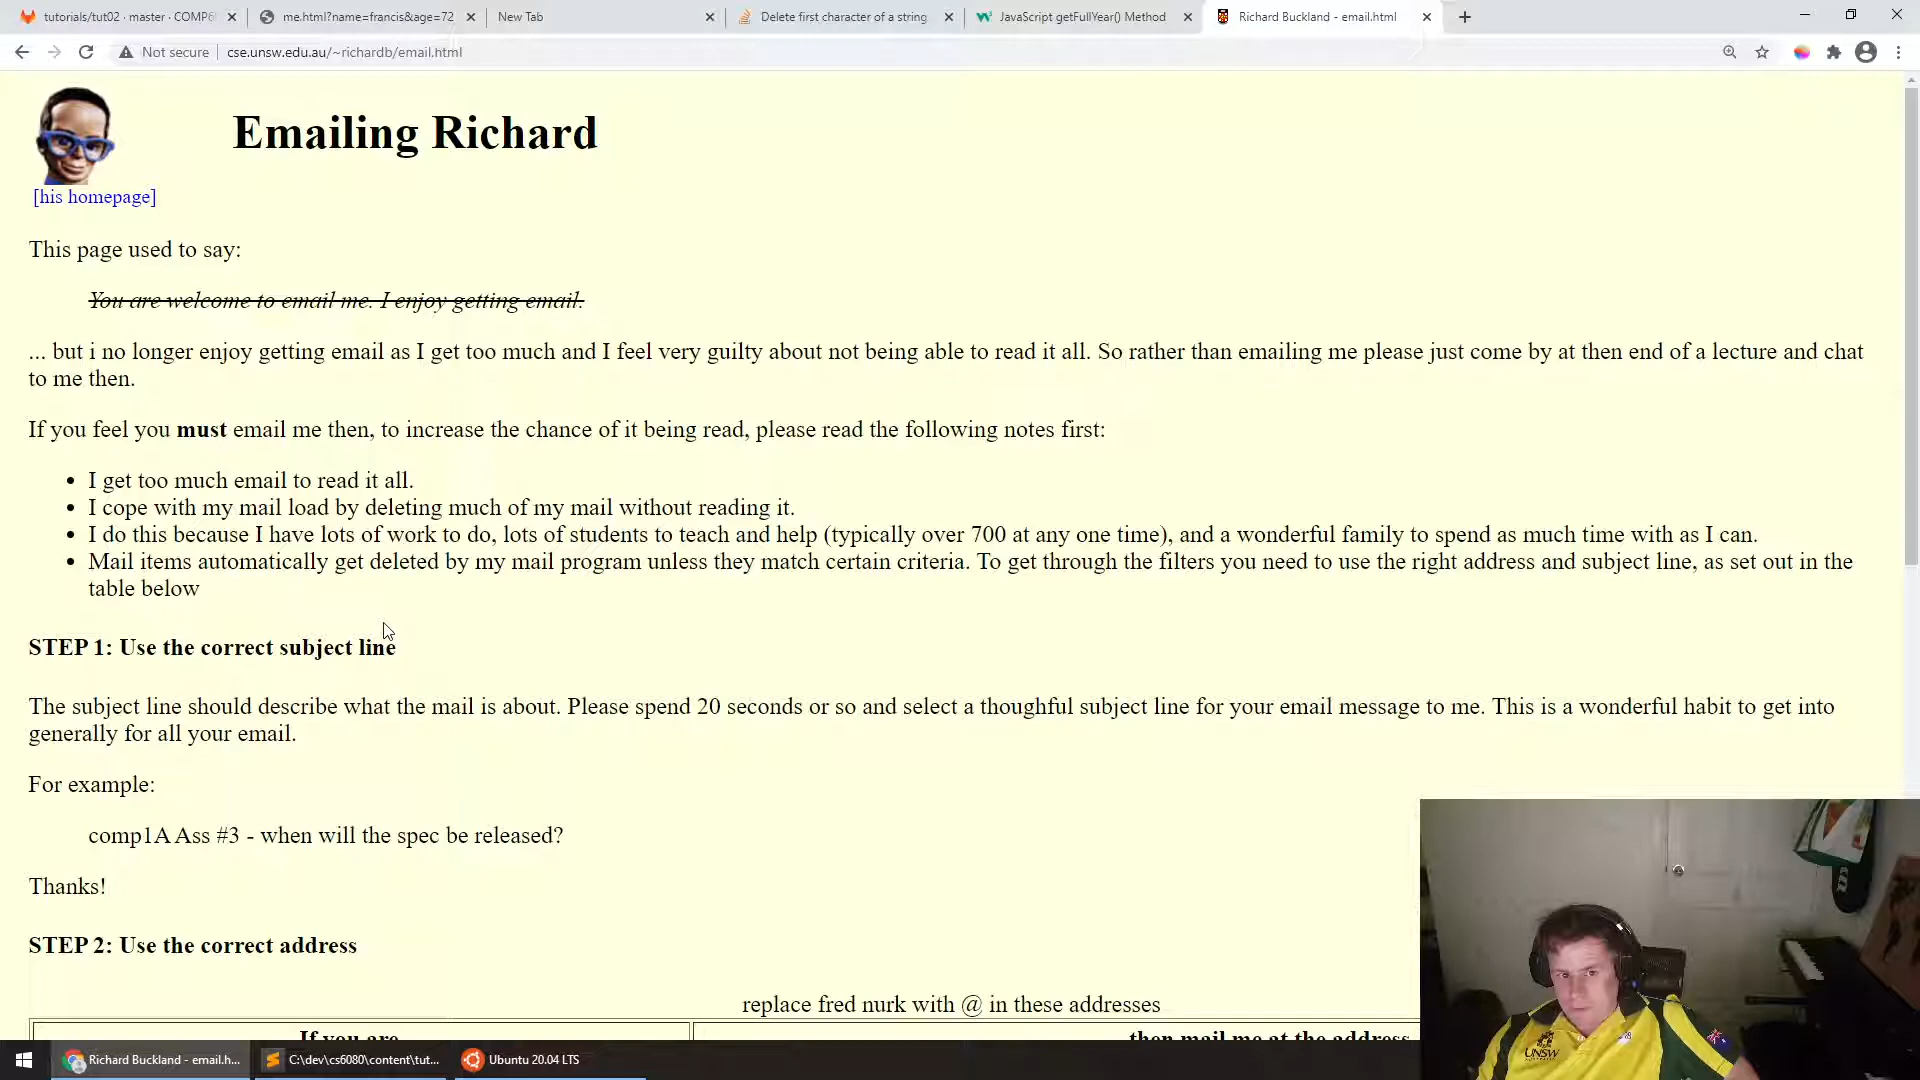 tutorials/tut02 · master · COMP6
me.html?name=francis&age=72
New Tab
Delete first character of a string
JavaScript getFullYear() Method
Richard Buckland - email.html
Not secure
cse.unsw.edu.au/~richardb/email.html
Emailing Richard
[his homepage]
This page used to say:
You are welcome to email me. I enjoy getting email.
... but i no longer enjoy getting email as I get too much and I feel very guilty about not being able to read it all. So rather than emailing me please just come by at then end of a lecture and chat
to me then.
If you feel you must email me then, to increase the chance of it being read, please read the following notes first:
• I get too much email to read it all.
• I cope with my mail load by deleting much of my mail without reading it.
• I do this because I have lots of work to do, lots of students to teach and help (typically over 700 at any one time), and a wonderful family to spend as much time with as I can.
• Mail items automatically get deleted by my mail program unless they match certain criteria. To get through the filters you need to use the right address and subject line, as set out in the
table below
STEP 1: Use the correct subject line
The subject line should describe what the mail is about. Please spend 20 seconds or so and select a thoughtful subject line for your email message to me. This is a wonderful habit to get into
generally for all your email.
For example:
comp1A Ass #3 - when will the spec be released?
Thanks!
STEP 2: Use the correct address
replace fred nurk with @ in these addresses
If you are
then mail me at the address
UNSW
Richard Buckland - email.h...
C:\dev\cs6080\content\tut...
Ubuntu 20.04 LTS